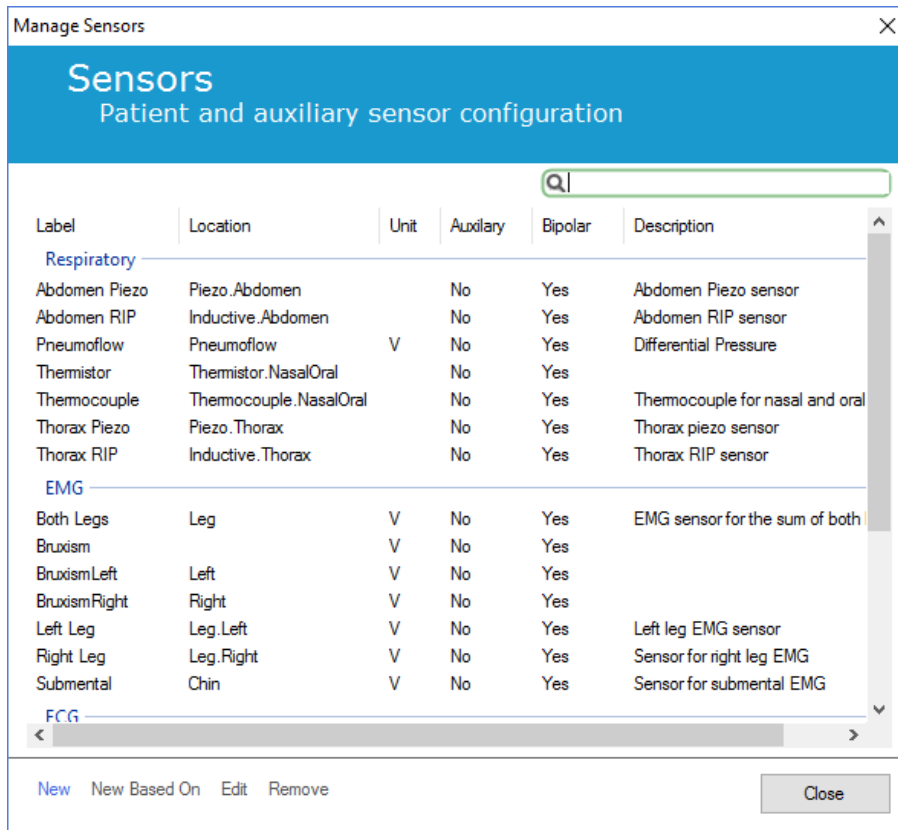 Manage Sensors
Sensors
Patient and auxiliary sensor configuration
Label Location Unit Auxilary Bipolar Description
Respiratory
Abdomen Piezo Piezo.Abdomen No Yes Abdomen Piezo sensor
Abdomen RIP Inductive.Abdomen No Yes Abdomen RIP sensor
Pneumoflow Pneumoflow V No Yes Differential Pressure
Thermistor Thermistor.NasalOral No Yes
Thermocouple Thermocouple.NasalOral No Yes Thermocouple for nasal and oral
Thorax Piezo Piezo.Thorax No Yes Thorax piezo sensor
Thorax RIP Inductive.Thorax No Yes Thorax RIP sensor
EMG
Both Legs Leg V No Yes EMG sensor for the sum of both
Bruxism V No Yes
BruxismLeft Left V No Yes
BruxismRight Right V No Yes
Left Leg Leg.Left V No Yes Left leg EMG sensor
Right Leg Leg.Right V No Yes Sensor for right leg EMG
Submental Chin V No Yes Sensor for submental EMG
ECG
New New Based On Edit Remove Close